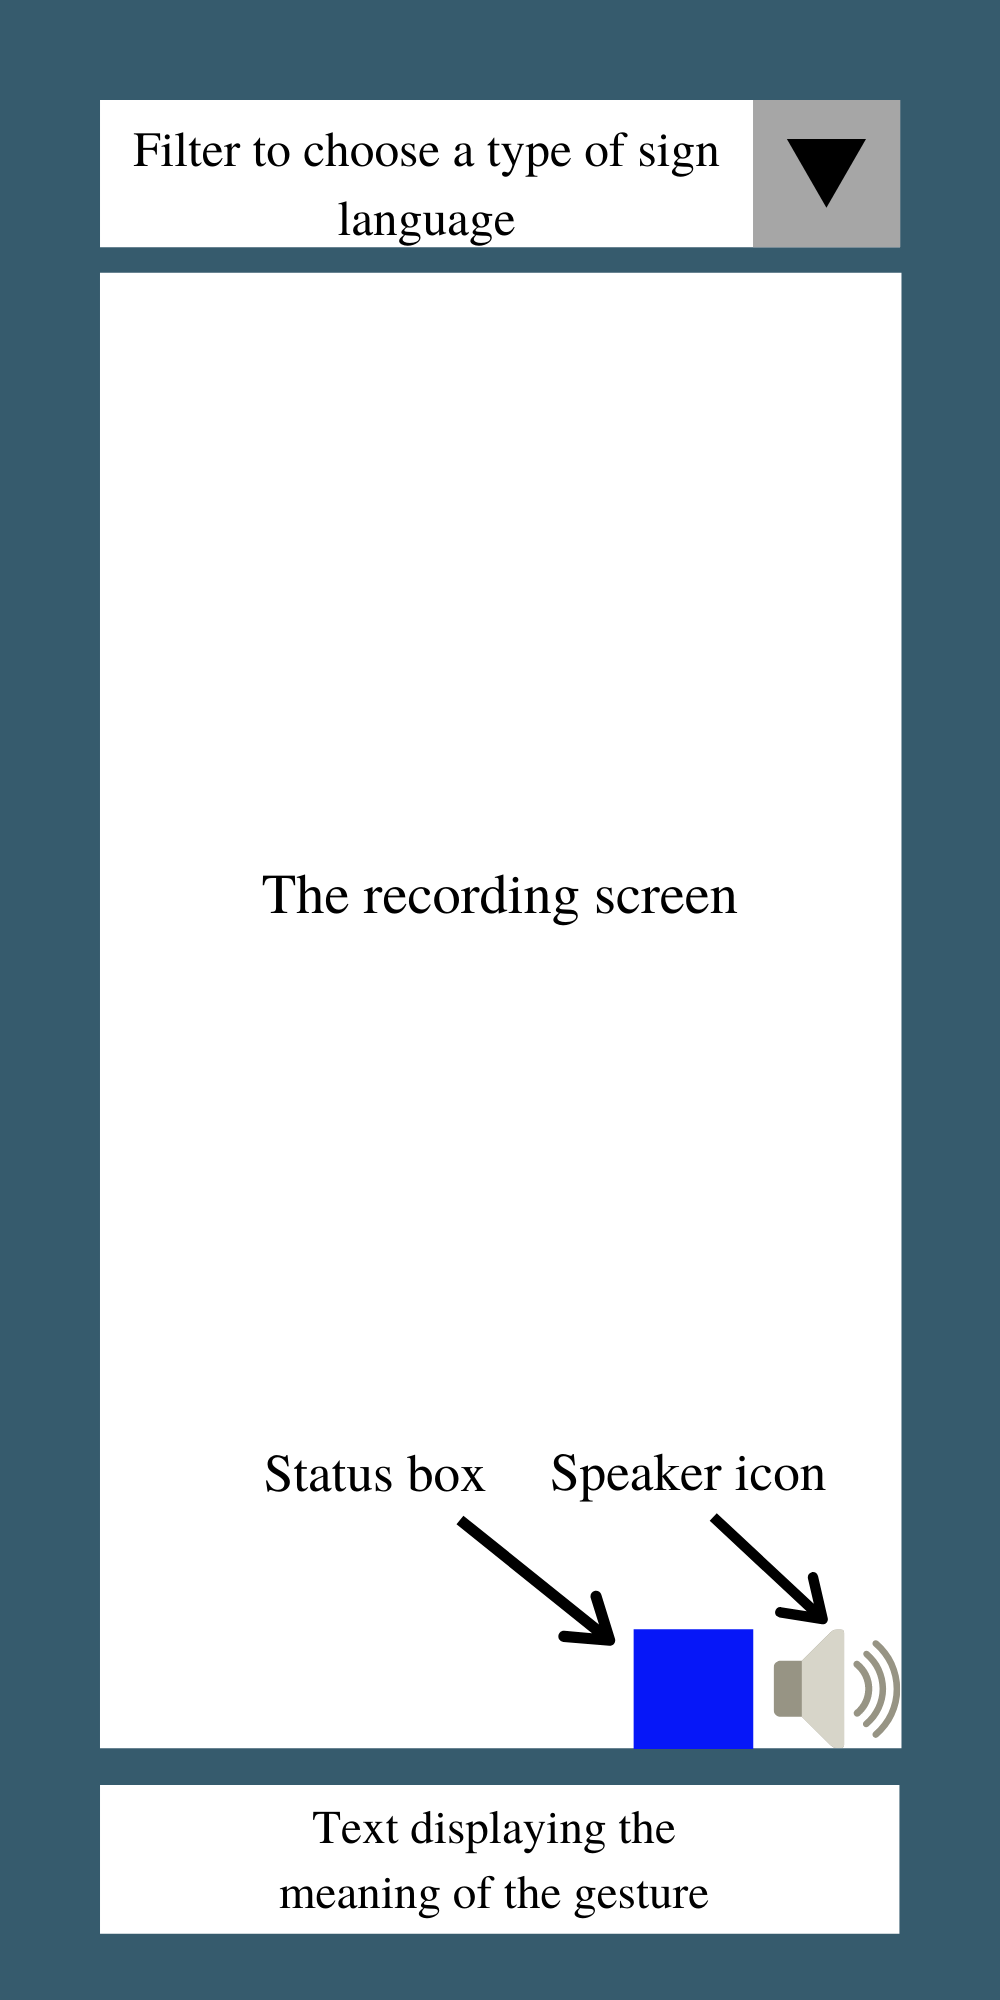 Filter to choose a type of sign
language
The recording screen
Status box
Speaker icon
Text displaying the
meaning of the gesture